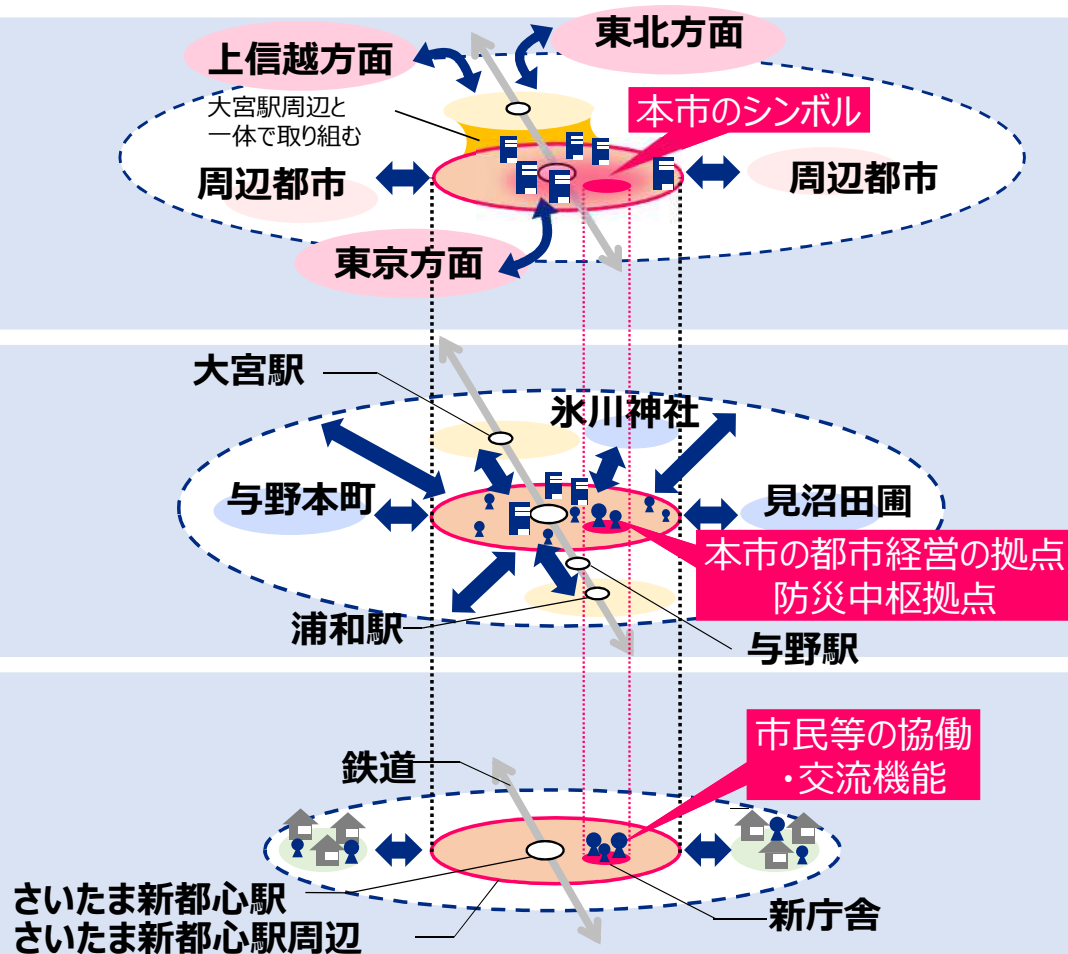 東北方面
上信越方面
大宮駅周辺と
一体で取り組む
本市のシンボル
周辺都市
周辺都市
東京方面
大宮駅
氷川神社
与野本町
見沼田圃
本市の都市経営の拠点
防災中枢拠点
浦和駅
与野駅
市民等の協働
・交流機能
鉄道
さいたま新都心駅
さいたま新都心駅周辺
新庁舎